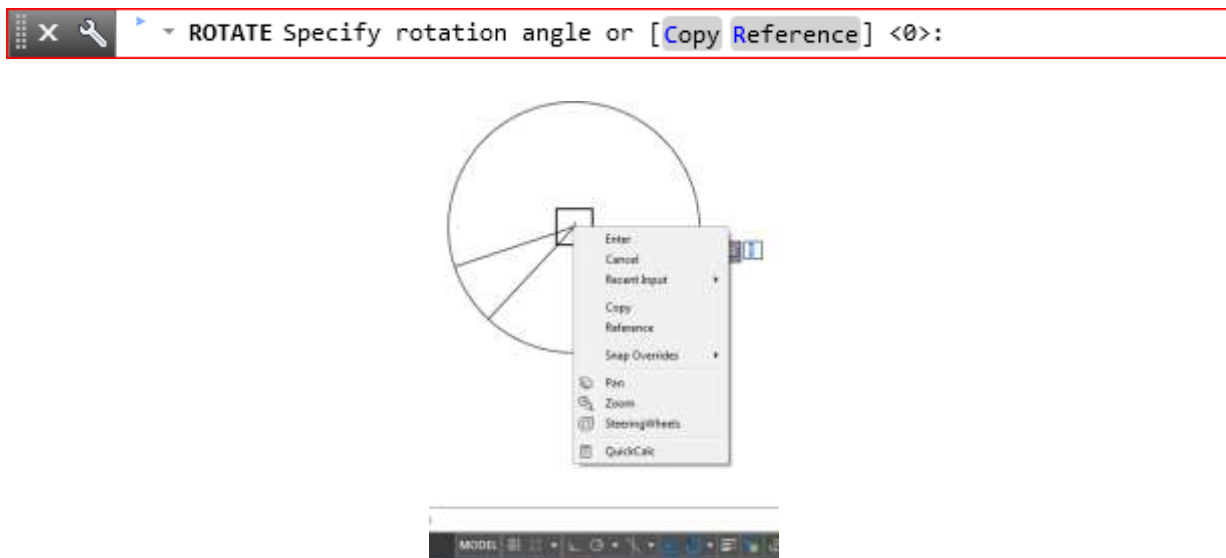 ROTATE Specify rotation angle or [Copy Reference] <0>:
Enter
Cancel
Recent Input
Copy
Reference
Snap Overrides
Pan
Zoom
SteeringWheels
QuickCalc
MODEL